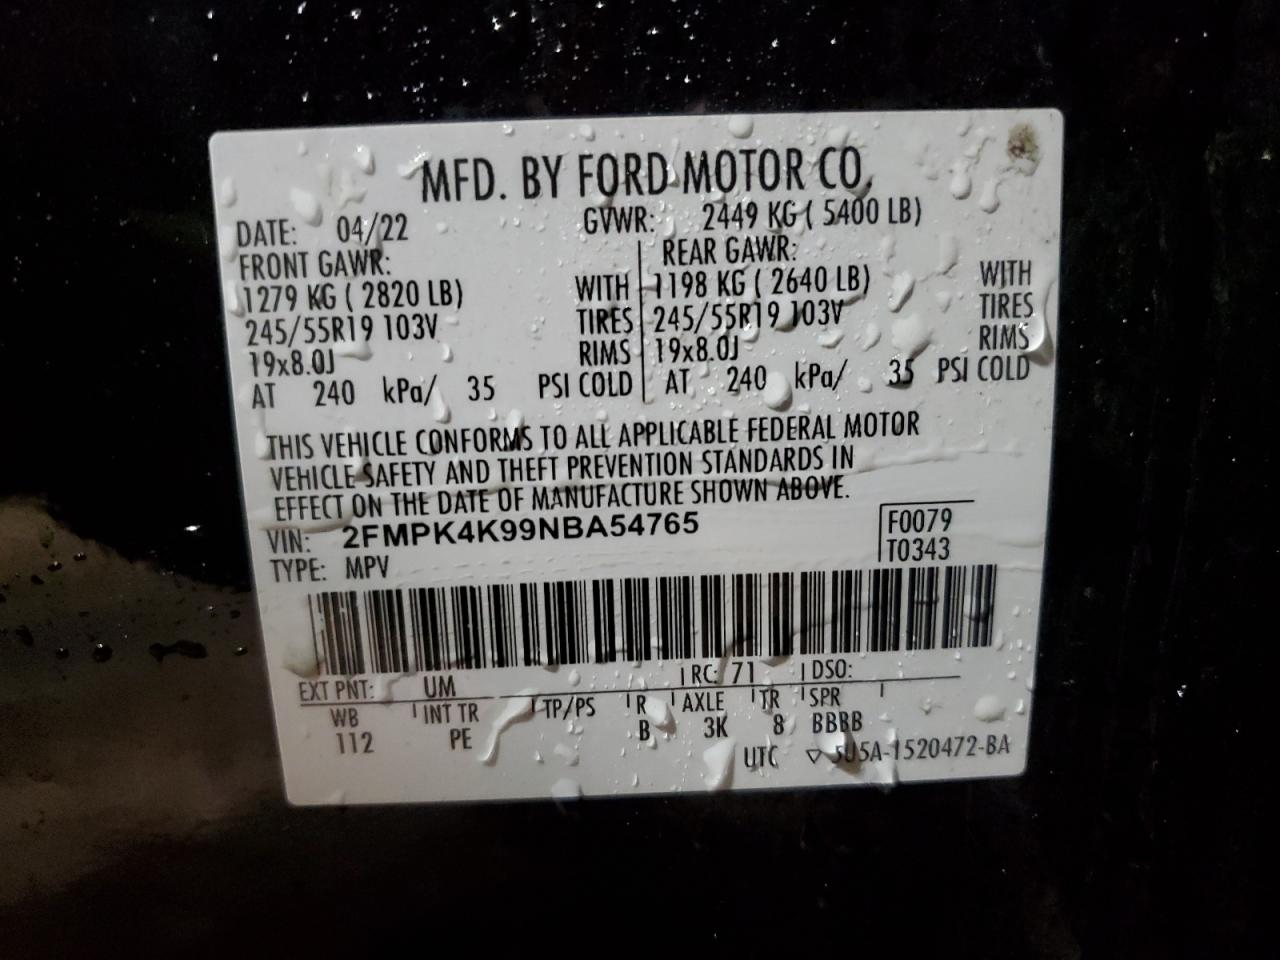 MFD. BY FORD MOTOR CO.
DATE: 04/22 GVWR: 2449 KG ( 5400 LB)
FRONT GAWR: REAR GAWR:
1279 KG ( 2820 LB) WITH 1198 KG ( 2640 LB) WITH
245/55R19 103V TIRES 245/55R19 103V TIRES
19x8.0J RIMS 19x8.0J RIMS
AT 240 kPa/ 35 PSI COLD AT 240 kPa/ 35 PSI COLD
THIS VEHICLE CONFORMS TO ALL APPLICABLE FEDERAL MOTOR
VEHICLE SAFETY AND THEFT PREVENTION STANDARDS IN
EFFECT ON THE DATE OF MANUFACTURE SHOWN ABOVE.
VIN: 2FMPK4K99NBA54765 F0079
TYPE: MPV T0343
EXT PNT: UM RC: 71 DSO:
WB INT TR TP/PS R AXLE TR SPR
112 PE B 3K 8 BBBB
UTC ▽ 5U5A-1520472-BA